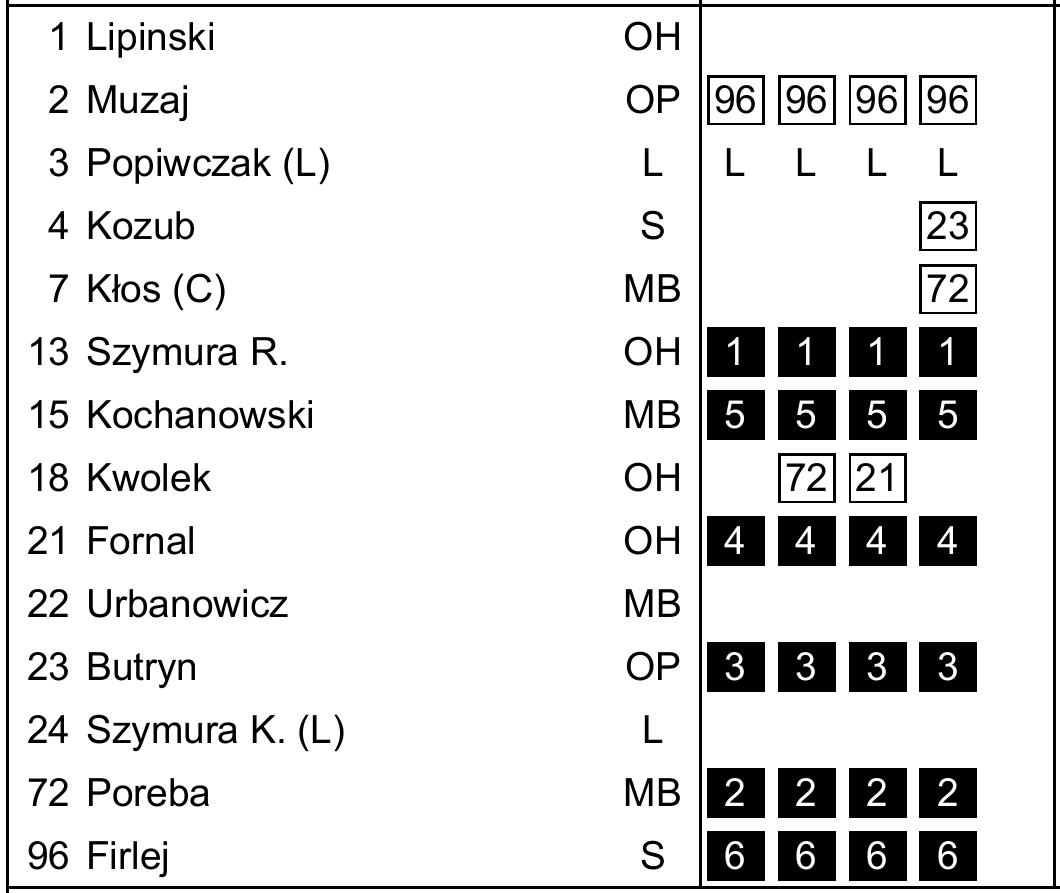 1 Lipinski OH
2 Muzaj OP 96 96 96 96
3 Popiwczak (L) L L L L L
4 Kozub S 23
7 Kłos (C) MB 72
13 Szymura R. OH 1 1 1 1
15 Kochanowski MB 5 5 5 5
18 Kwolek OH 72 21
21 Fornal OH 4 4 4 4
22 Urbanowicz MB
23 Butryn OP 3 3 3 3
24 Szymura K. (L) L
72 Poreba MB 2 2 2 2
96 Firlej S 6 6 6 6